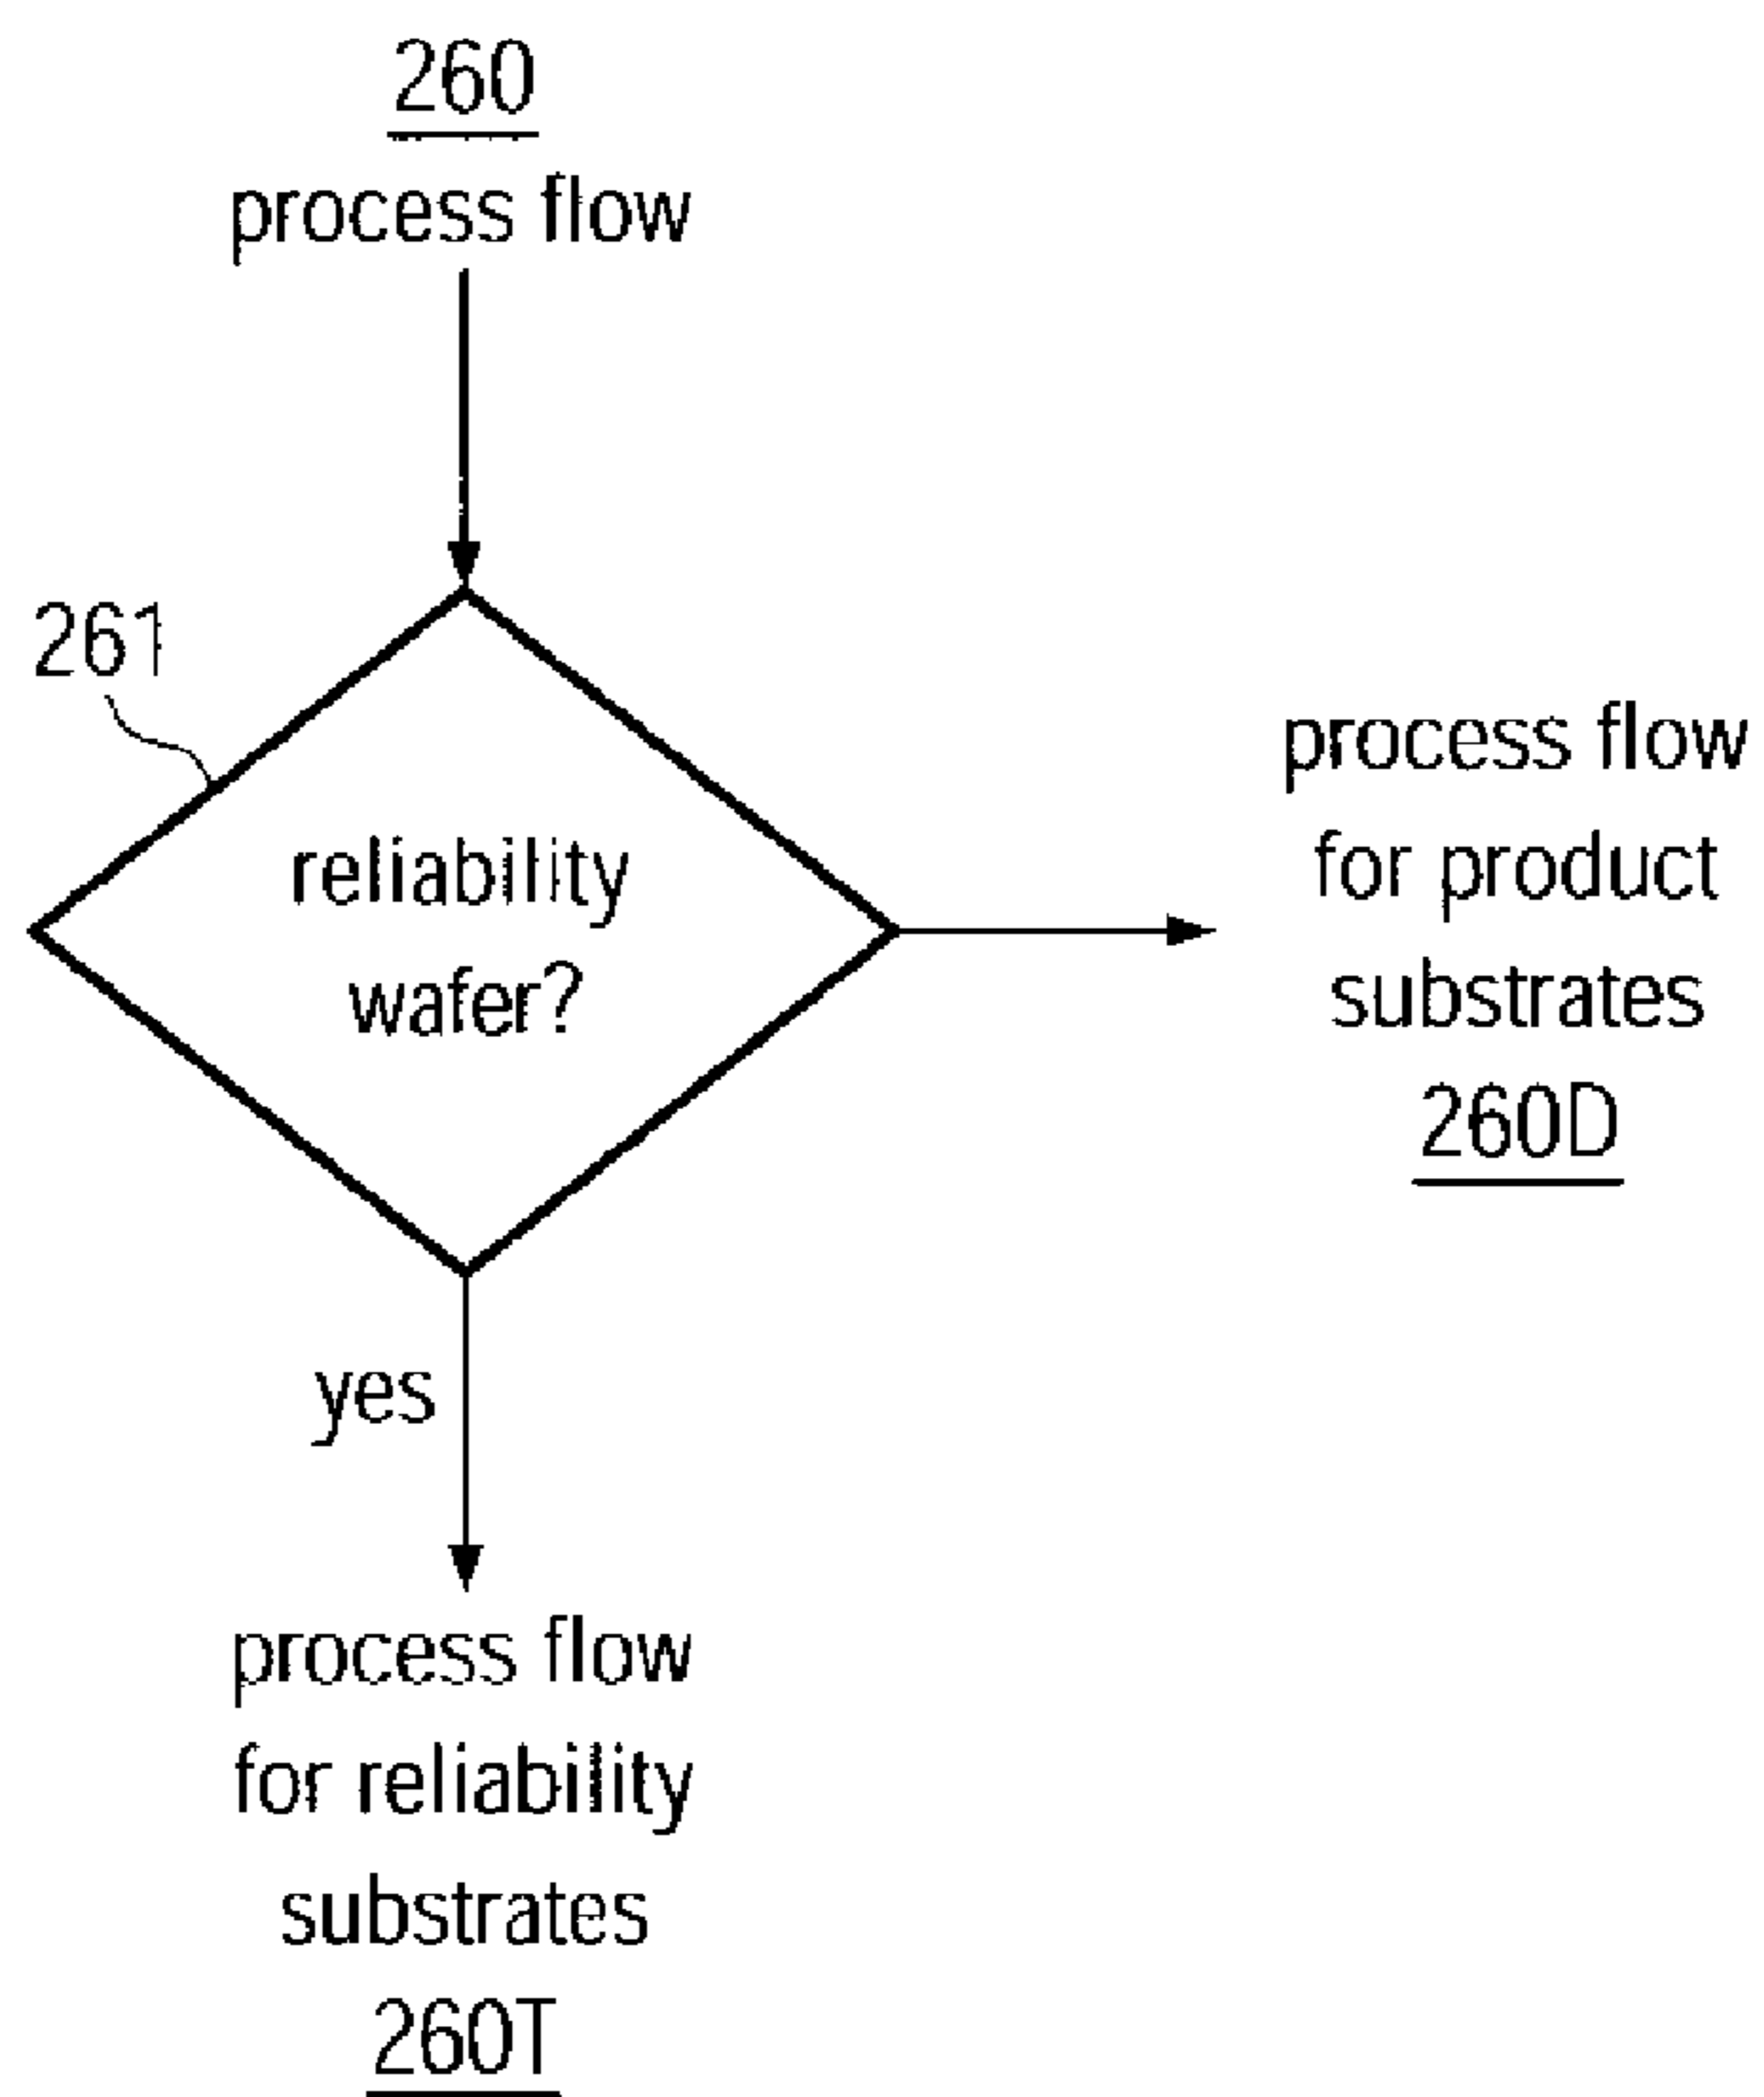 260
process flow
261
reliability
wafer?
process flow
for product
substrates
260D
yes
process flow
for reliability
substrates
260T